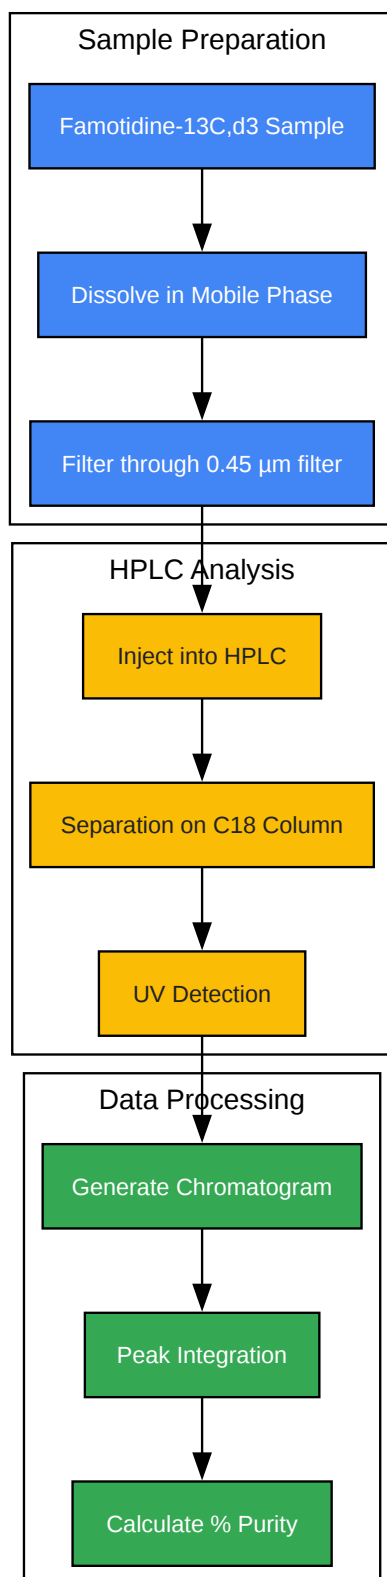 Sample Preparation
Famotidine-13C,d3 Sample
Dissolve in Mobile Phase
Filter through 0.45 µm filter
HPLC Analysis
Inject into HPLC
Separation on C18 Column
UV Detection
Data Processing
Generate Chromatogram
Peak Integration
Calculate % Purity